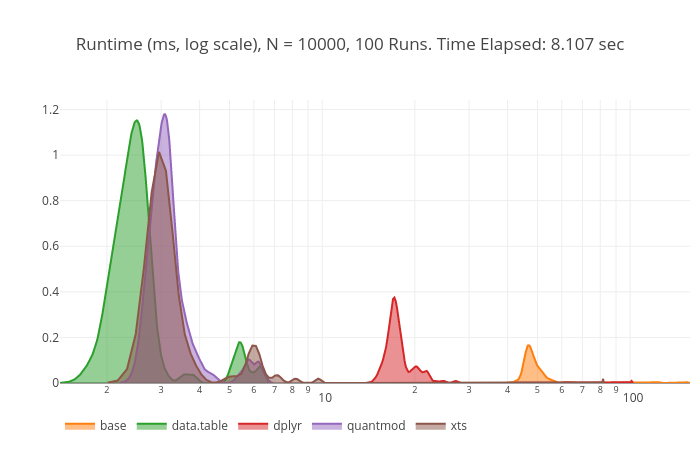 Runtime (ms, log scale), N = 10000, 100 Runs. Time Elapsed: 8.107 sec
1.2
1
0.8
0.6
0.4
0.2
0
2 3 4 5 6 7 8 9 10 2 3 4 5 6 7 8 9 100
base data.table dplyr quantmod xts